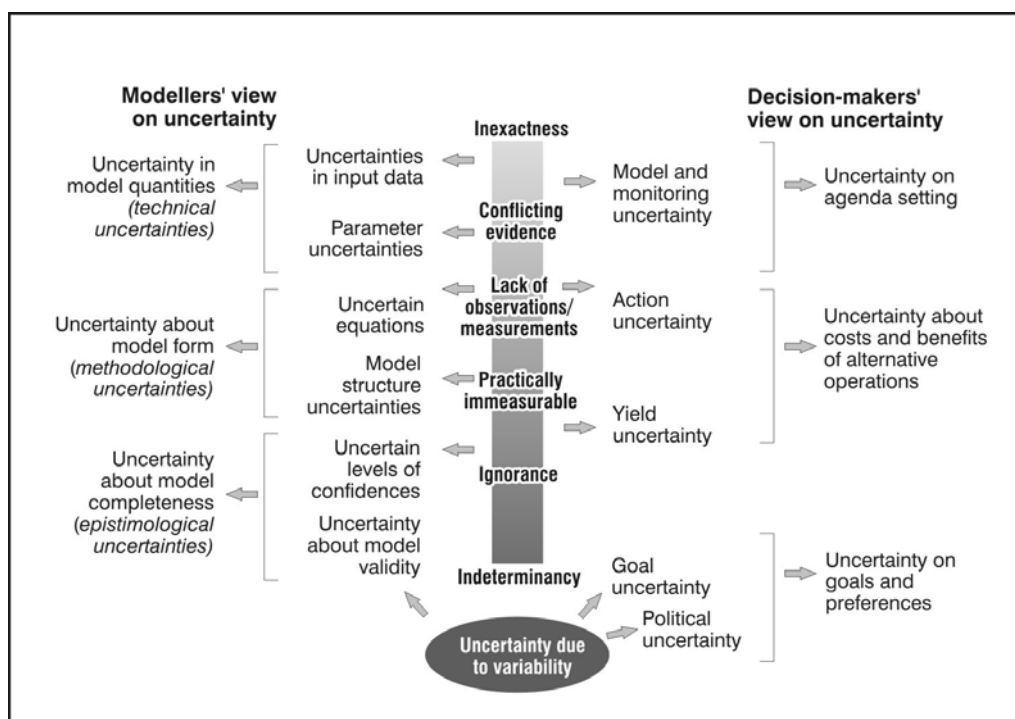 Modellers' view
on uncertainty
Uncertainty in
model quantities
(technical
uncertainties)
Uncertainty about
model form
(methodological
uncertainties)
Uncertainty
about model
completeness
(epistimological
uncertainties)
Uncertainties
in input data
Parameter
uncertainties
Uncertain
equations
Model
structure
uncertainties
Uncertain
levels of
confidences
Uncertainty
about model
validity
Inexactness
Conflicting
evidence
Lack of
observations/
measurements
Practically
immeasurable
Ignorance
Indeterminancy
Uncertainty due
to variability
Model and
monitoring
uncertainty
Action
uncertainty
Yield
uncertainty
Goal
uncertainty
Political
uncertainty
Decision-makers'
view on uncertainty
Uncertainty on
agenda setting
Uncertainty about
costs and benefits
of alternative
operations
Uncertainty on
goals and
preferences